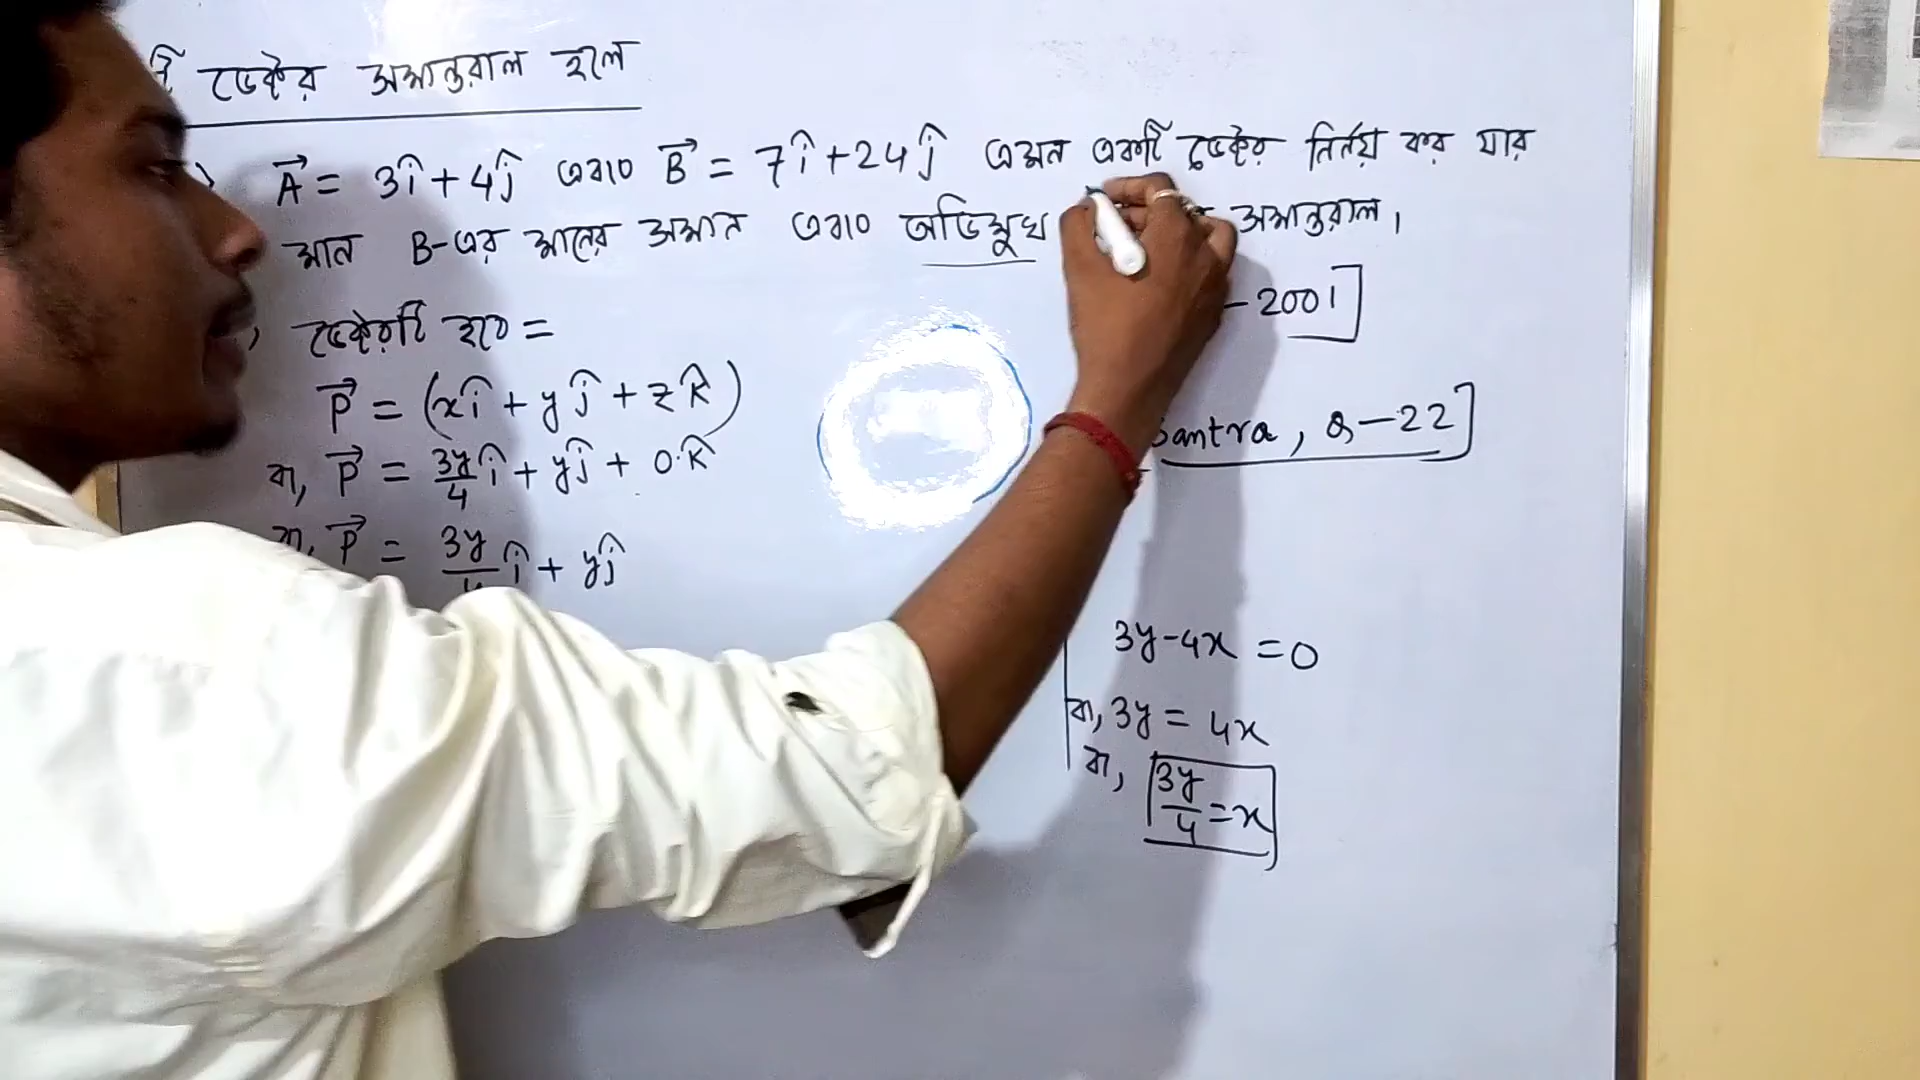 ভেক্টর সমান্তরাল হলে
A⃗ = 3î + 4ĵ এবং B⃗ = 7î + 24ĵ এমন একটি ভেক্টর নির্ণয় কর যার
মান B-এর মানের সমান এবং অভিমুখ সমান্তরাল।
- 2001]
ভেক্টরটি হবে =
P⃗ = (xî + yĵ + zk̂)
Santra, Q-22]
বা, P⃗ = 3y/4 î + yĵ + 0.k̂
বা, P⃗ = 3y/4 î + yĵ
3y-4x = 0
বা, 3y = 4x
বা, 3y/4 = x